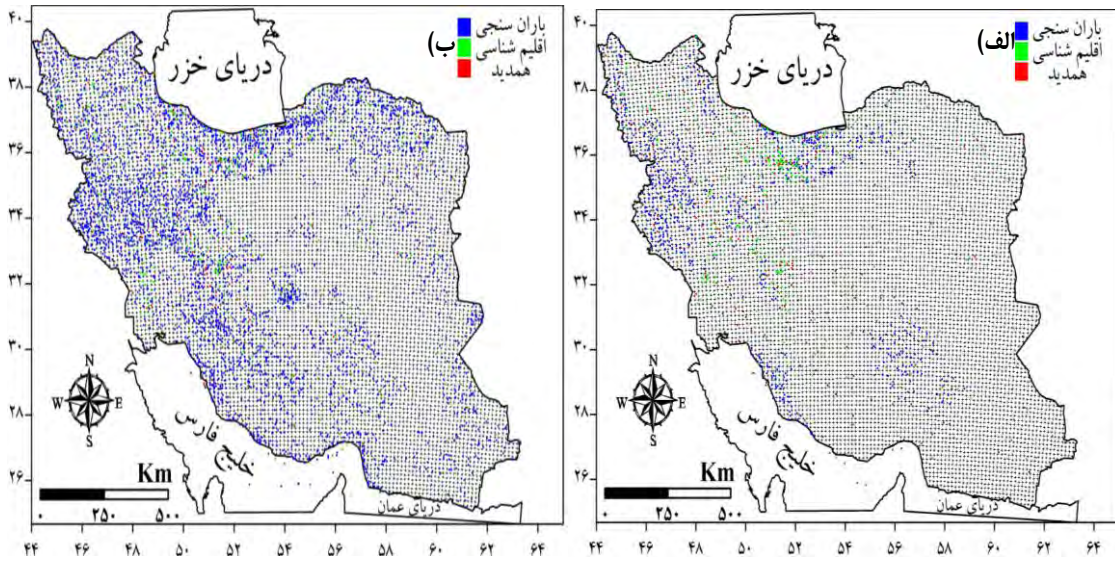 الف)
باران سنجی
اقلیم شناسی
همدید
دریای خزر
خلیج فارس
دریای عمان
N
W E
S
Km
۰ ۲۵۰ ۵۰۰
۴۰
۳۸
۳۶
۳۴
۳۲
۳۰
۲۸
۲۶
۴۴ ۴۶ ۴۸ ۵۰ ۵۲ ۵۴ ۵۶ ۵۸ ۶۰ ۶۲ ۶۴
ب)
باران سنجی
اقلیم شناسی
همدید
دریای خزر
خلیج فارس
دریای عمان
N
W E
S
Km
۰ ۲۵۰ ۵۰۰
۴۰
۳۸
۳۶
۳۴
۳۲
۳۰
۲۸
۲۶
۴۴ ۴۶ ۴۸ ۵۰ ۵۲ ۵۴ ۵۶ ۵۸ ۶۰ ۶۲ ۶۴